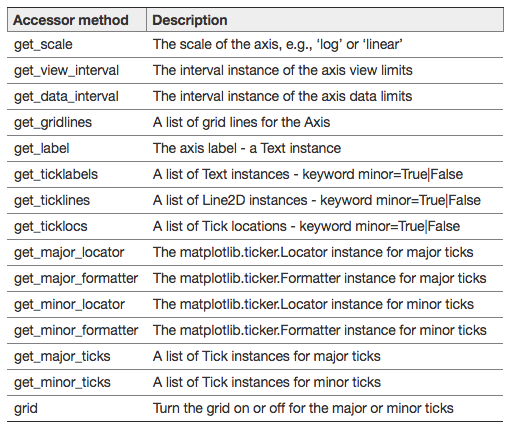 Accessor method Description
get_scale The scale of the axis, e.g., ‘log’ or ‘linear’
get_view_interval The interval instance of the axis view limits
get_data_interval The interval instance of the axis data limits
get_gridlines A list of grid lines for the Axis
get_label The axis label - a Text instance
get_ticklabels A list of Text instances - keyword minor=True|False
get_ticklines A list of Line2D instances - keyword minor=True|False
get_ticklocs A list of Tick locations - keyword minor=True|False
get_major_locator The matplotlib.ticker.Locator instance for major ticks
get_major_formatter The matplotlib.ticker.Formatter instance for major ticks
get_minor_locator The matplotlib.ticker.Locator instance for minor ticks
get_minor_formatter The matplotlib.ticker.Formatter instance for minor ticks
get_major_ticks A list of Tick instances for major ticks
get_minor_ticks A list of Tick instances for minor ticks
grid Turn the grid on or off for the major or minor ticks